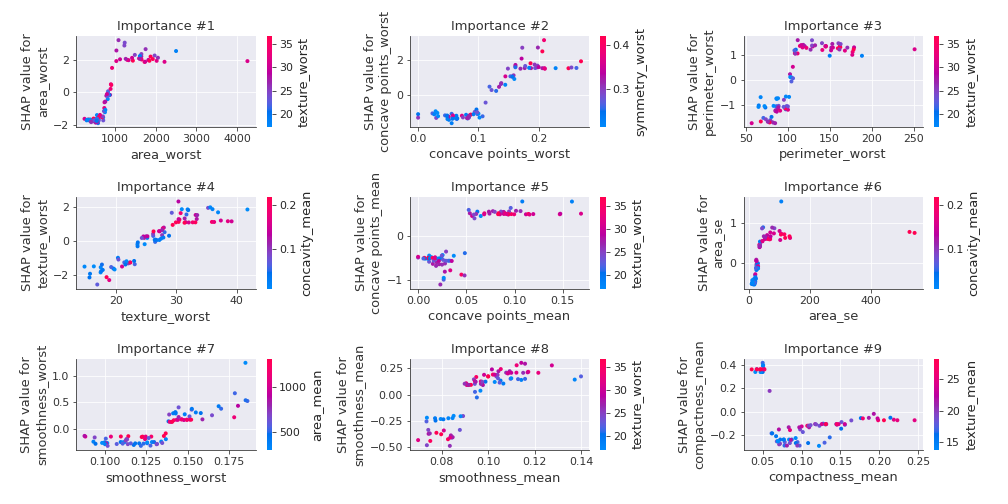 Importance #1
SHAP value for
area_worst
2
0
−2
1000
2000
3000
4000
area_worst
35
30
25
20
texture_worst
Importance #2
SHAP value for
concave points_worst
2
0
0.0
0.1
0.2
concave points_worst
0.4
0.3
symmetry_worst
Importance #3
SHAP value for
perimeter_worst
1
0
−1
50
100
150
200
250
perimeter_worst
35
30
25
20
texture_worst
Importance #4
SHAP value for
texture_worst
2
0
−2
20
30
40
texture_worst
0.2
0.1
concavity_mean
Importance #5
SHAP value for
concave points_mean
0
−1
0.00
0.05
0.10
0.15
concave points_mean
35
30
25
20
texture_worst
Importance #6
SHAP value for
area_se
1
0
0
200
400
area_se
0.2
0.1
concavity_mean
Importance #7
SHAP value for
smoothness_worst
1.0
0.5
0.0
0.100
0.125
0.150
0.175
smoothness_worst
1000
500
area_mean
Importance #8
SHAP value for
smoothness_mean
0.25
0.00
−0.25
−0.50
0.08
0.10
0.12
0.14
smoothness_mean
35
30
25
20
texture_worst
Importance #9
SHAP value for
compactness_mean
0.4
0.2
0.0
−0.2
0.05
0.10
0.15
0.20
0.25
compactness_mean
25
20
15
texture_mean